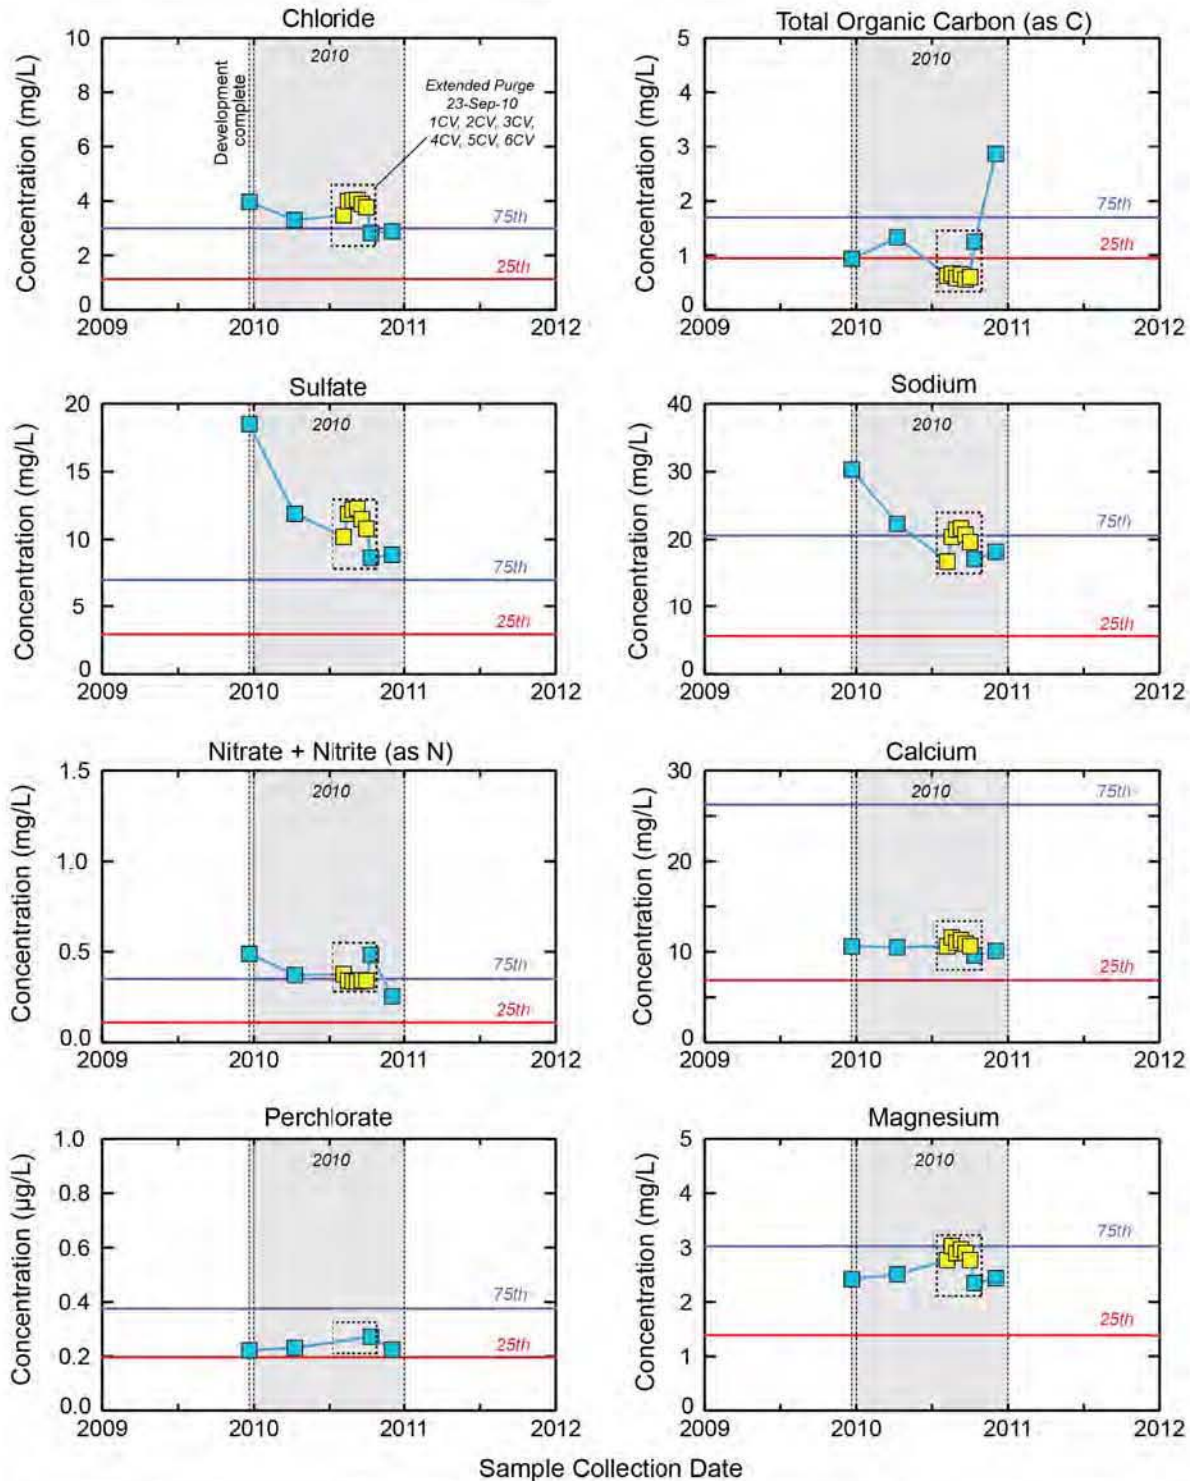 Chloride
Concentration (mg/L)
10
8
6
4
2
0
2009 2010 2011 2012
2010
Development
complete
Extended Purge
23-Sep-10
1CV, 2CV, 3CV,
4CV, 5CV, 6CV
75th
25th
Total Organic Carbon (as C)
Concentration (mg/L)
5
4
3
2
1
0
2009 2010 2011 2012
2010
75th
25th
Sulfate
Concentration (mg/L)
20
15
10
5
0
2009 2010 2011 2012
2010
75th
25th
Sodium
Concentration (mg/L)
40
30
20
10
0
2009 2010 2011 2012
2010
75th
25th
Nitrate + Nitrite (as N)
Concentration (mg/L)
1.5
1.0
0.5
0.0
2009 2010 2011 2012
2010
75th
25th
Calcium
Concentration (mg/L)
30
20
10
0
2009 2010 2011 2012
2010
75th
25th
Perchlorate
Concentration (µg/L)
1.0
0.8
0.6
0.4
0.2
0.0
2009 2010 2011 2012
2010
75th
25th
Magnesium
Concentration (mg/L)
5
4
3
2
1
0
2009 2010 2011 2012
2010
75th
25th
Sample Collection Date